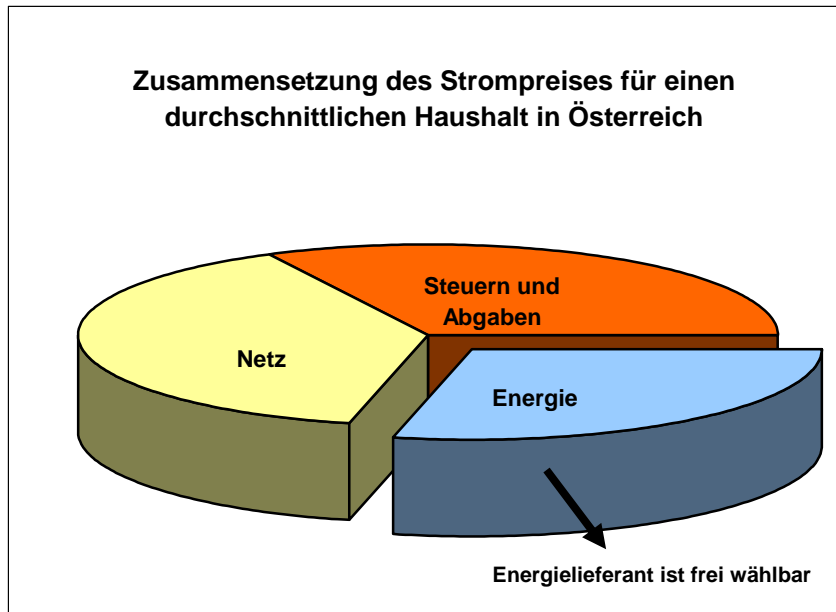 Zusammensetzung des Strompreises für einen
durchschnittlichen Haushalt in Österreich
Steuern und
Abgaben
Netz
Energie
Energielieferant ist frei wählbar